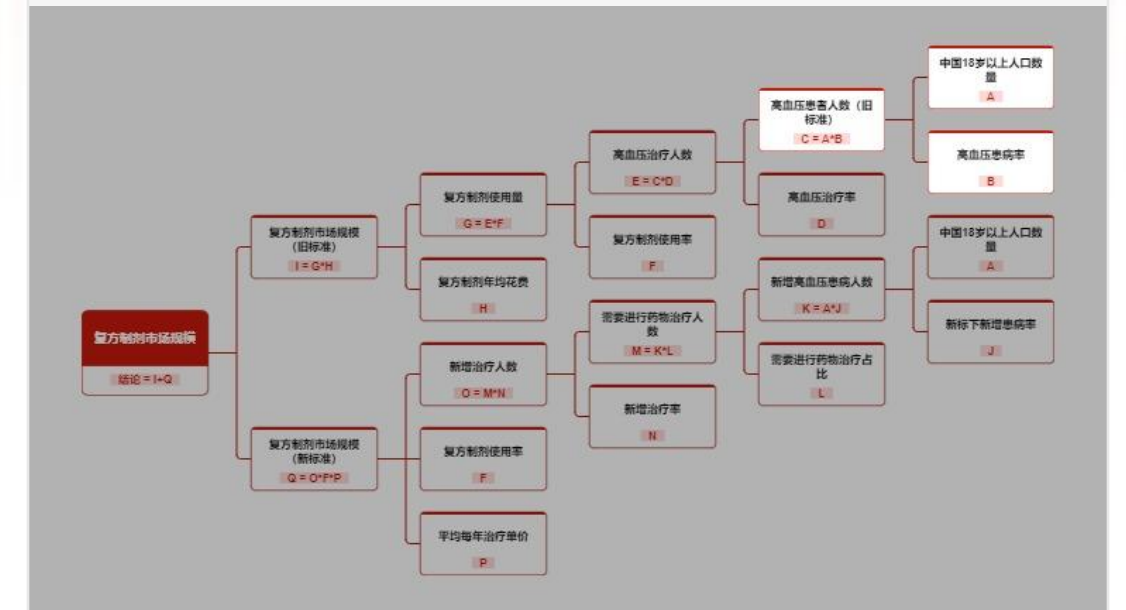 中国18岁以上人口数
量
A
高血压患者人数（旧
标准）
C = A*B
高血压患病率
B
高血压治疗人数
E = C*D
高血压治疗率
D
复方制剂使用量
G = E*F
复方制剂使用率
F
复方制剂市场规模
（旧标准）
I = G*H
复方制剂年均花费
H
中国18岁以上人口数
量
A
新增高血压患病人数
K = A*J
新标下新增患病率
J
需要进行药物治疗人
数
M = K*L
需要进行药物治疗占
比
L
复方制剂市场规模
结论 = I+Q
新增治疗人数
O = M*N
新增治疗率
N
复方制剂市场规模
（新标准）
Q = O*F*P
复方制剂使用率
F
平均每年治疗单价
P